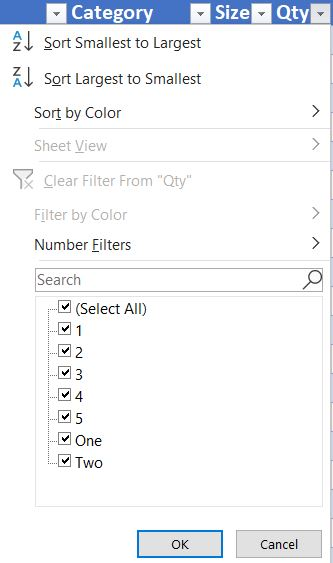 Category Size Qty
Sort Smallest to Largest
Sort Largest to Smallest
Sort by Color
Sheet View
Clear Filter From "Qty"
Filter by Color
Number Filters
Search
(Select All)
1
2
3
4
5
One
Two
OK Cancel